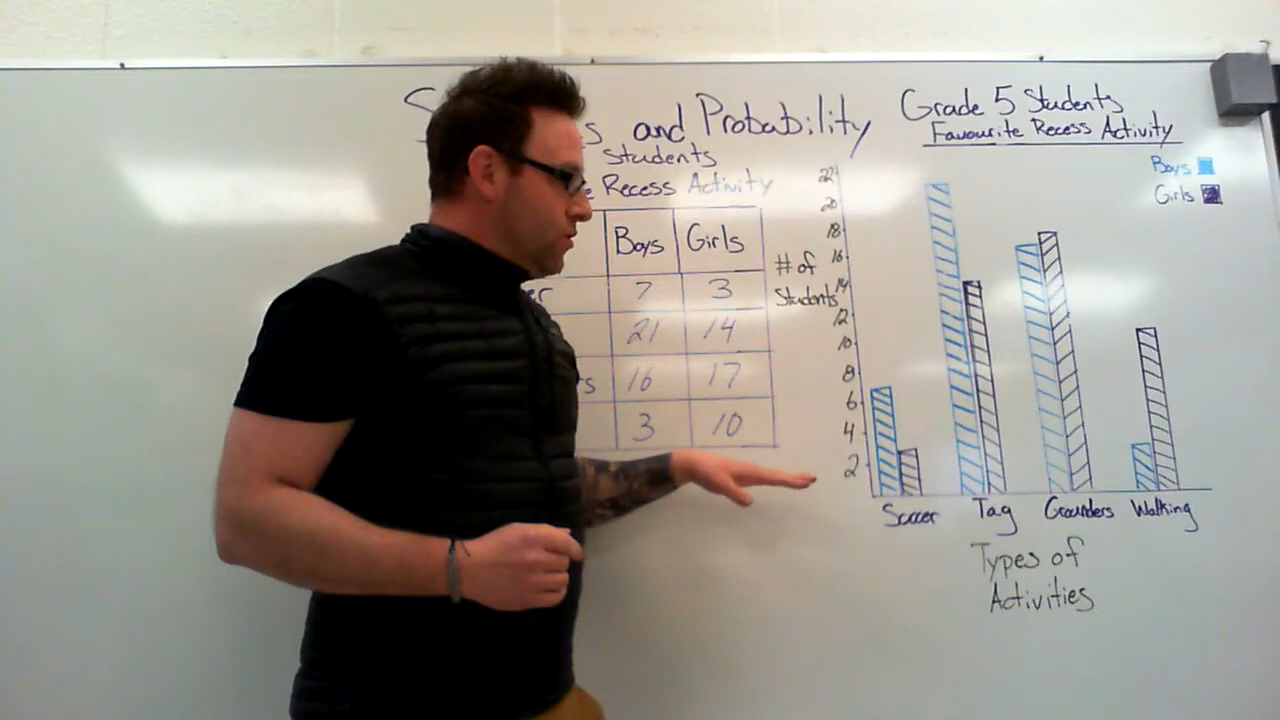 and Probability
Students
Recess Activity
Boys Girls
7 3
21 14
16 17
3 10
Grade 5 Students
Favourite Recess Activity
Boys
Girls
# of
Students
22
20
18
16
14
12
10
8
6
4
2
Soccer Tag Grounders Walking
Types of
Activities